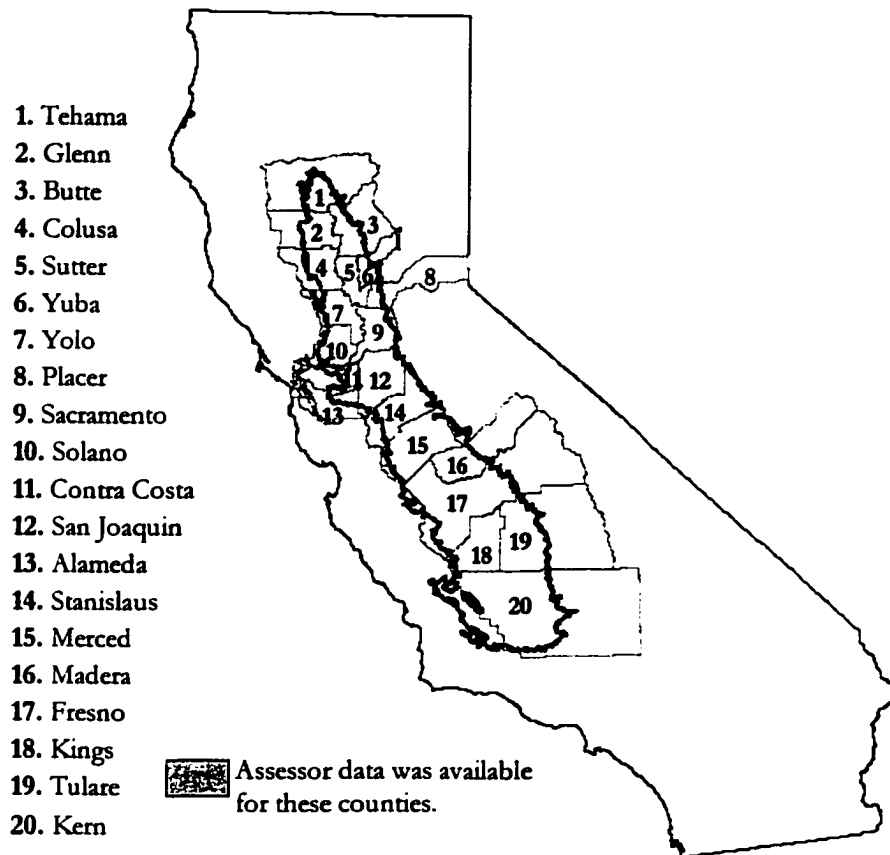 1. Tehama
2. Glenn
3. Butte
4. Colusa
5. Sutter
6. Yuba
7. Yolo
8. Placer
9. Sacramento
10. Solano
11. Contra Costa
12. San Joaquin
13. Alameda
14. Stanislaus
15. Merced
16. Madera
17. Fresno
18. Kings
19. Tulare
20. Kern
1
2
3
4
5
6
8
7
9
10
11
12
13
14
15
16
17
18
19
20
Assessor data was available
for these counties.